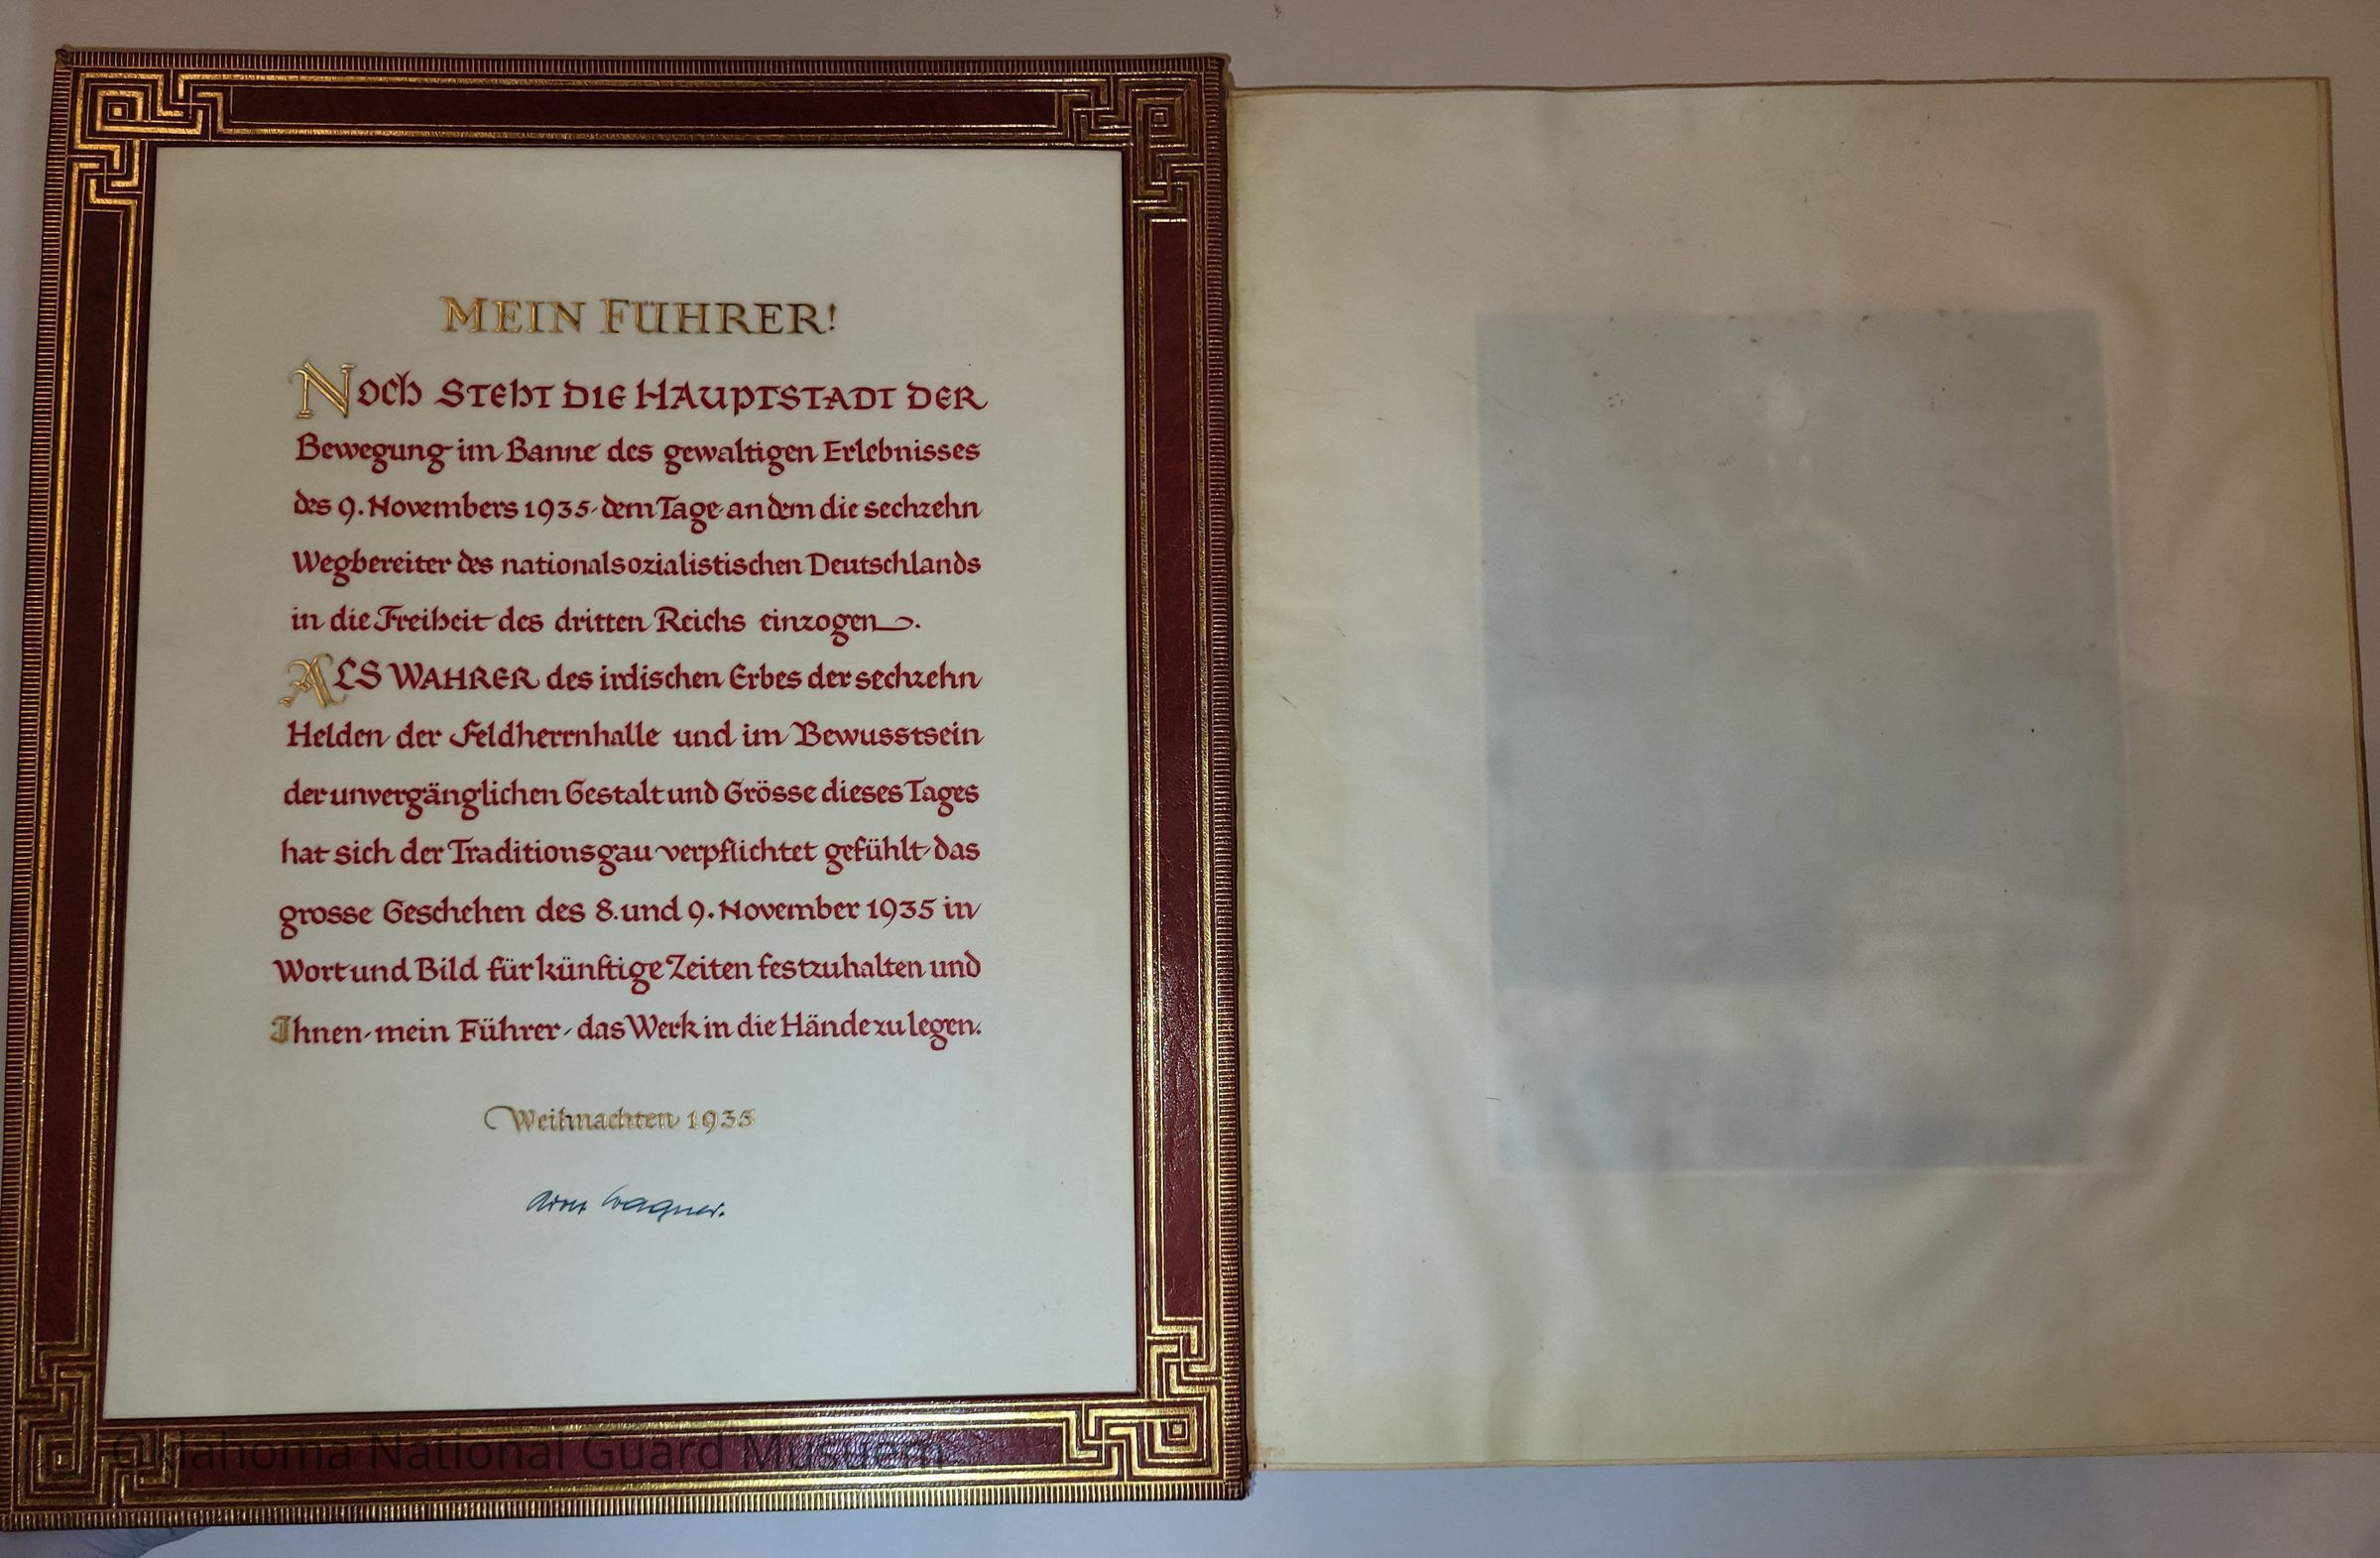 MEIN FÜHRER!
Noch steht die Hauptstadt der
Bewegung im Banne des gewaltigen Erlebnisses
des 9. Novembers 1935, dem Tage, an dem die sechzehn
Wegbereiter des nationalsozialistischen Deutschlands
in die Freiheit des dritten Reichs einzogen.
ALS WAHRER des irdischen Erbes der sechzehn
Helden der Feldherrnhalle und im Bewusstsein
der unvergänglichen Gestalt und Grösse dieses Tages
hat sich der Traditionsgau verpflichtet gefühlt, das
grosse Geschehen des 8. und 9. November 1935 in
Wort und Bild für künftige Zeiten festzuhalten und
Ihnen, mein Führer, das Werk in die Hände zu legen.
Weihnachten 1935
Adolf Wagner.
Oklahoma National Guard Musuem